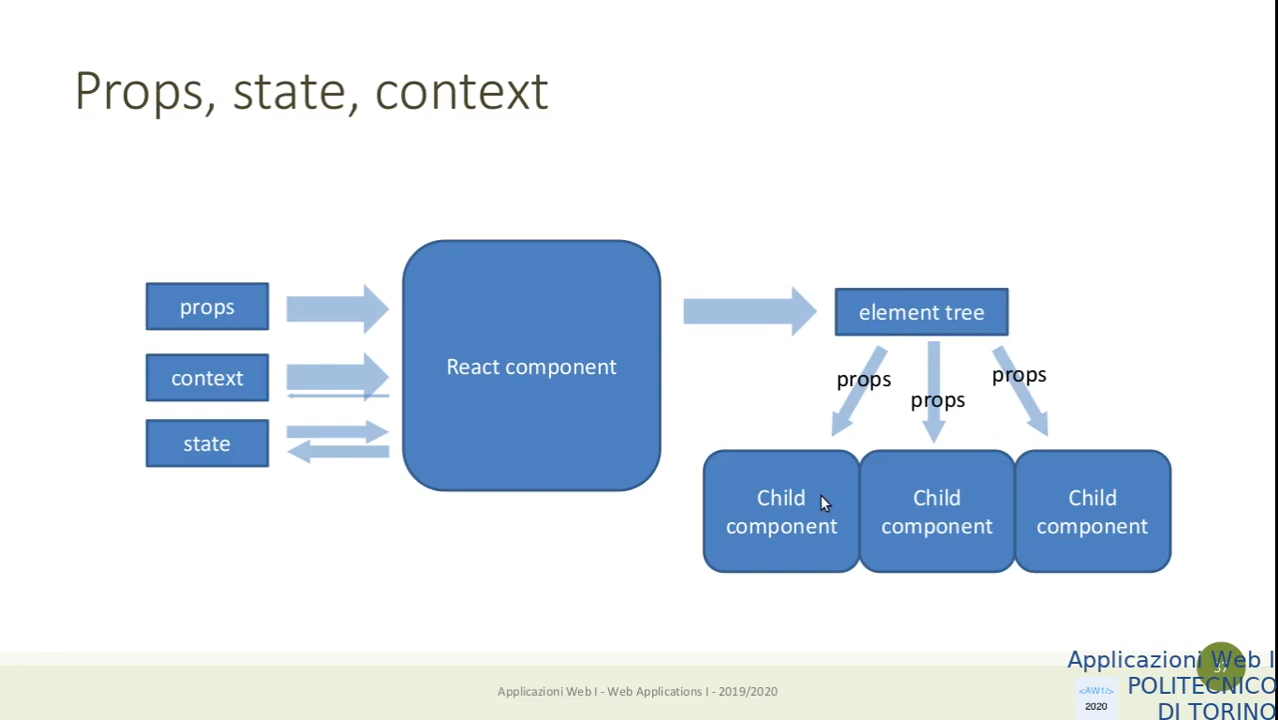 Props, state, context
props
context
state
React component
element tree
props
props
props
Child
component
Child
component
Child
component
Applicazioni Web I - Web Applications I - 2019/2020
Applicazioni Web I
POLITECNICO
DI TORINO
<AW1/>
2020